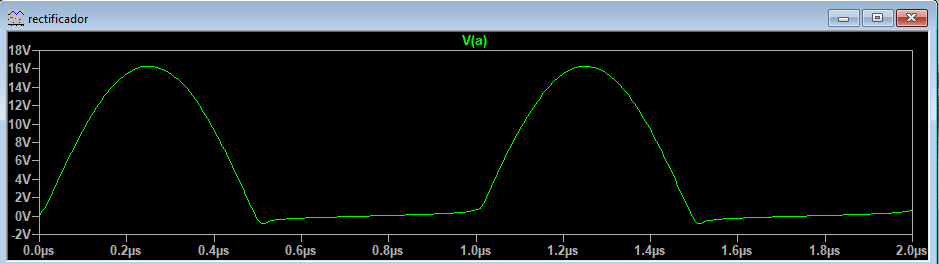 rectificador
V(a)
18V
16V
14V
12V
10V
8V
6V
4V
2V
0V
-2V
0.0µs 0.2µs 0.4µs 0.6µs 0.8µs 1.0µs 1.2µs 1.4µs 1.6µs 1.8µs 2.0µs